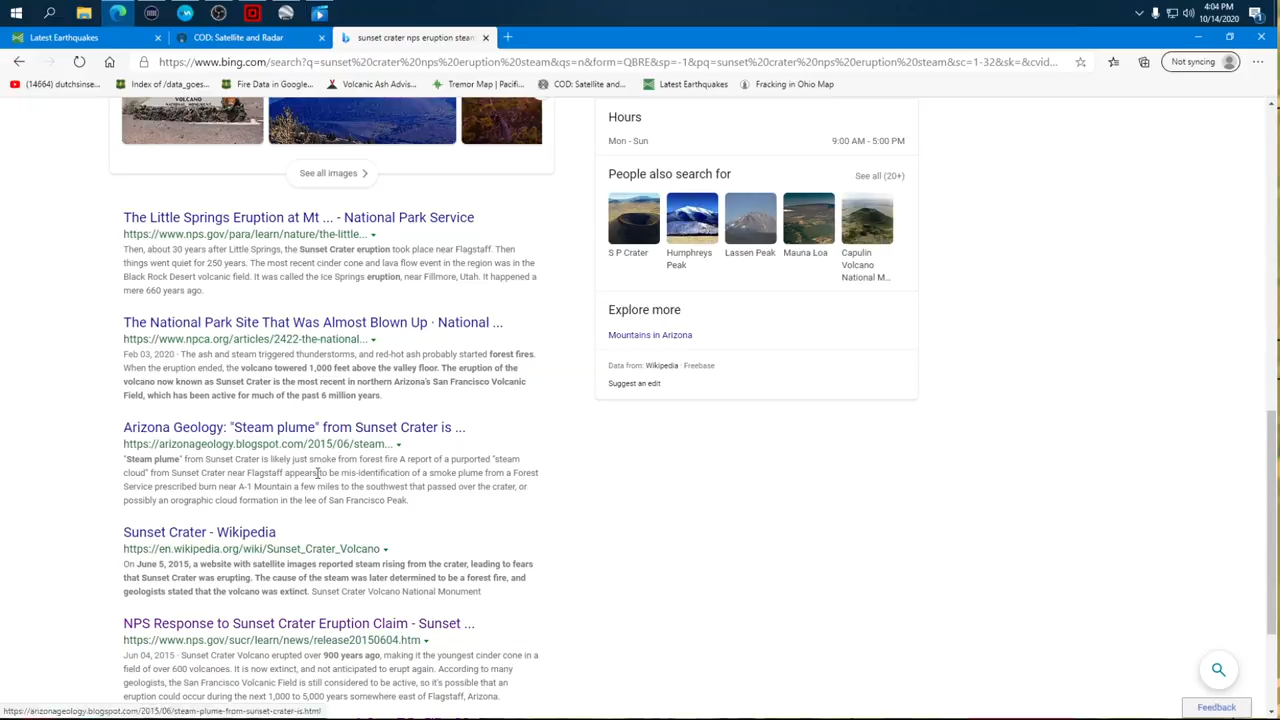 4:04 PM
10/14/2020
Latest Earthquakes
COD: Satellite and Radar
sunset crater nps eruption steam
https://www.bing.com/search?q=sunset%20crater%20nps%20eruption%20steam&qs=n&form=QBRE&sp=-1&pq=sunset%20crater%20nps%20eruption%20steam&sc=1-32&sk=&cvid...
Not syncing
(14664) dutchsinse...
Index of /data_goes...
Fire Data in Google...
Volcanic Ash Advis...
Tremor Map | Pacifi...
COD: Satellite and...
Latest Earthquakes
Fracking in Ohio Map
VOLCANO
NATIONAL MONUMENT
See all images
The Little Springs Eruption at Mt ... - National Park Service
https://www.nps.gov/para/learn/nature/the-little...
Then, about 30 years after Little Springs, the Sunset Crater eruption took place near Flagstaff. Then
things went quiet for 250 years. The most recent cinder cone and lava flow event in the region was in the
Black Rock Desert volcanic field. It was called the Ice Springs eruption, near Fillmore, Utah. It happened a
mere 660 years ago.
The National Park Site That Was Almost Blown Up · National ...
https://www.npca.org/articles/2422-the-national...
Feb 03, 2020 · The ash and steam triggered thunderstorms, and red-hot ash probably started forest fires.
When the eruption ended, the volcano towered 1,000 feet above the valley floor. The eruption of the
volcano now known as Sunset Crater is the most recent in northern Arizona's San Francisco Volcanic
Field, which has been active for much of the past 6 million years.
Arizona Geology: "Steam plume" from Sunset Crater is ...
https://arizonageology.blogspot.com/2015/06/steam...
"Steam plume" from Sunset Crater is likely just smoke from forest fire A report of a purported "steam
cloud" from Sunset Crater near Flagstaff appears to be mis-identification of a smoke plume from a Forest
Service prescribed burn near A-1 Mountain a few miles to the southwest that passed over the crater, or
possibly an orographic cloud formation in the lee of San Francisco Peak.
Sunset Crater - Wikipedia
https://en.wikipedia.org/wiki/Sunset_Crater_Volcano
On June 5, 2015, a website with satellite images reported steam rising from the crater, leading to fears
that Sunset Crater was erupting. The cause of the steam was later determined to be a forest fire, and
geologists stated that the volcano was extinct. Sunset Crater Volcano National Monument
NPS Response to Sunset Crater Eruption Claim - Sunset ...
https://www.nps.gov/sucr/learn/news/release20150604.htm
Jun 04, 2015 · Sunset Crater Volcano erupted over 900 years ago, making it the youngest cinder cone in a
field of over 600 volcanoes. It is now extinct, and not anticipated to erupt again. According to many
geologists, the San Francisco Volcanic Field is still considered to be active, so it's possible that an
eruption could occur during the next 1,000 to 5,000 years somewhere east of Flagstaff, Arizona.
Hours
Mon - Sun 9:00 AM - 5:00 PM
People also search for See all (20+)
S P Crater
Humphreys
Peak
Lassen Peak
Mauna Loa
Capulin
Volcano
National M...
Explore more
Mountains in Arizona
Data from: Wikipedia · Freebase
Suggest an edit
Feedback
https://arizonageology.blogspot.com/2015/06/steam-plume-from-sunset-crater-is.html